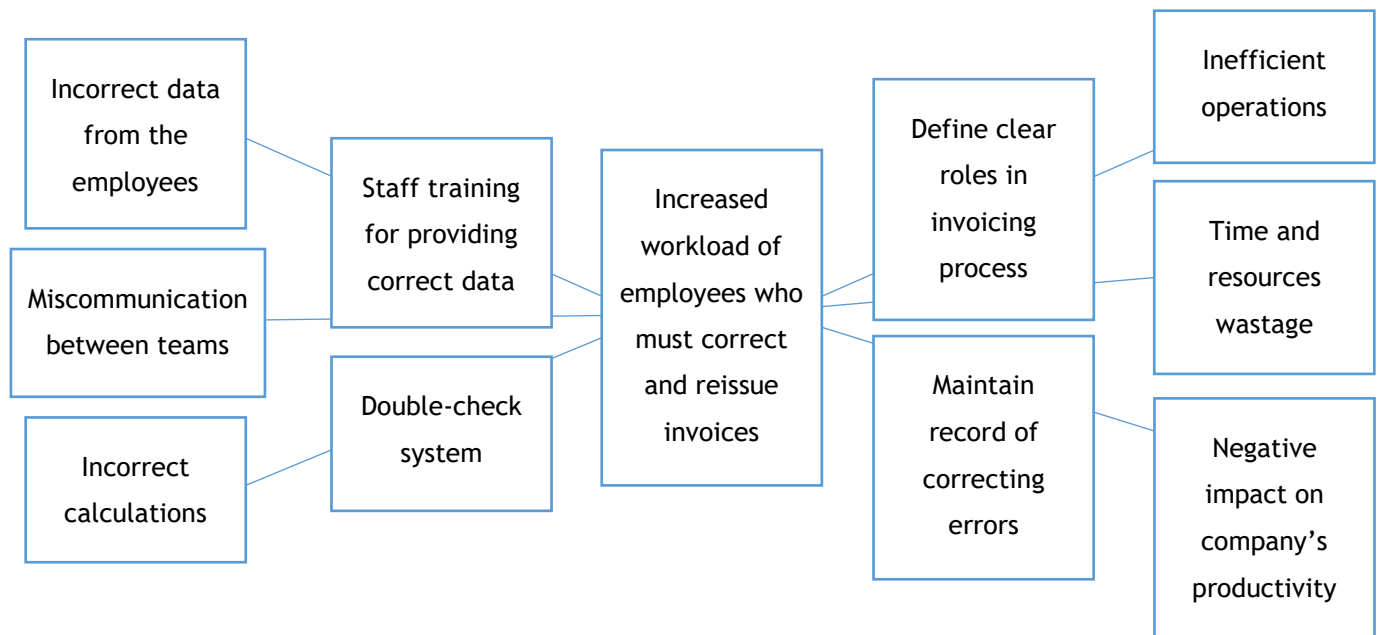 Incorrect data
from the
employees
Miscommunication
between teams
Incorrect
calculations
Staff training
for providing
correct data
Double-check
system
Increased
workload of
employees who
must correct
and reissue
invoices
Define clear
roles in
invoicing
process
Maintain
record of
correcting
errors
Inefficient
operations
Time and
resources
wastage
Negative
impact on
company’s
productivity